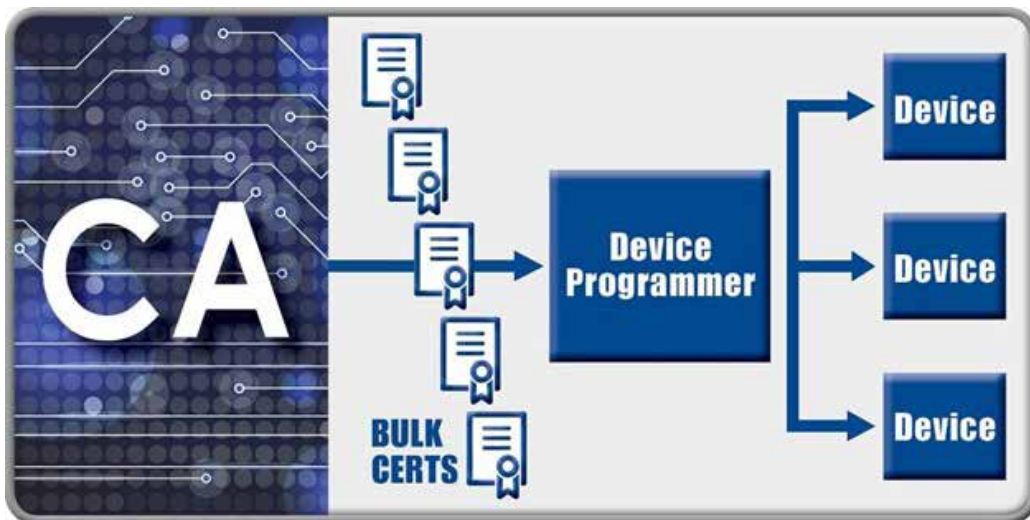 CA
BULK
CERTS
Device
Programmer
Device
Device
Device